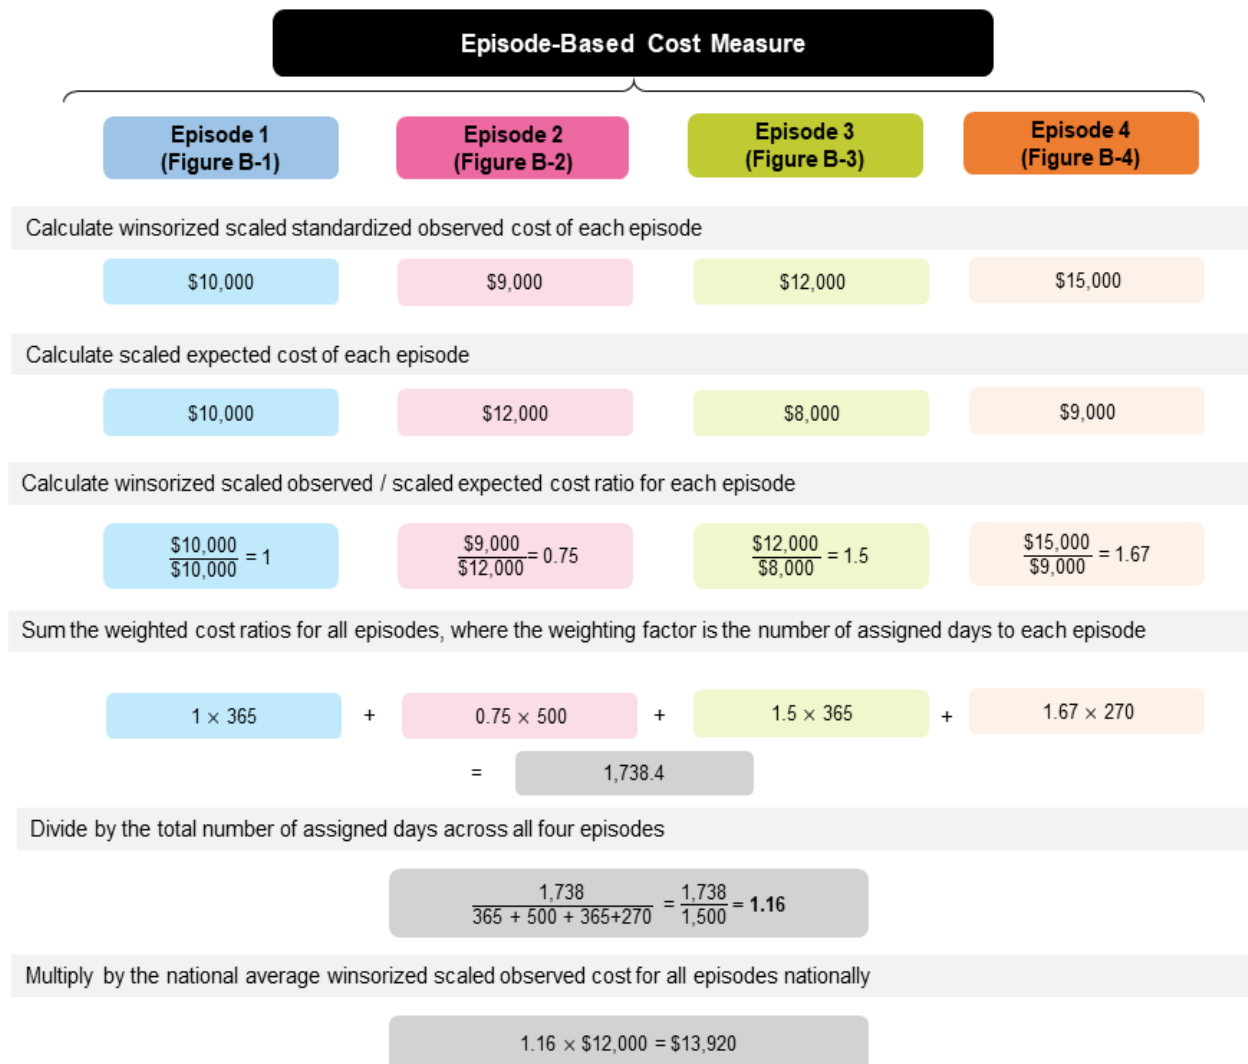 Episode-Based Cost Measure
Episode 1
(Figure B-1)
Episode 2
(Figure B-2)
Episode 3
(Figure B-3)
Episode 4
(Figure B-4)
Calculate winsorized scaled standardized observed cost of each episode
$10,000
$9,000
$12,000
$15,000
Calculate scaled expected cost of each episode
$10,000
$12,000
$8,000
$9,000
Calculate winsorized scaled observed / scaled expected cost ratio for each episode
$10,000
$10,000 = 1
$9,000
$12,000 = 0.75
$12,000
$8,000 = 1.5
$15,000
$9,000 = 1.67
Sum the weighted cost ratios for all episodes, where the weighting factor is the number of assigned days to each episode
1 × 365 + 0.75 × 500 + 1.5 × 365 + 1.67 × 270
= 1,738.4
Divide by the total number of assigned days across all four episodes
1,738
365 + 500 + 365+270 = 1,738
1,500 = 1.16
Multiply by the national average winsorized scaled observed cost for all episodes nationally
1.16 × $12,000 = $13,920